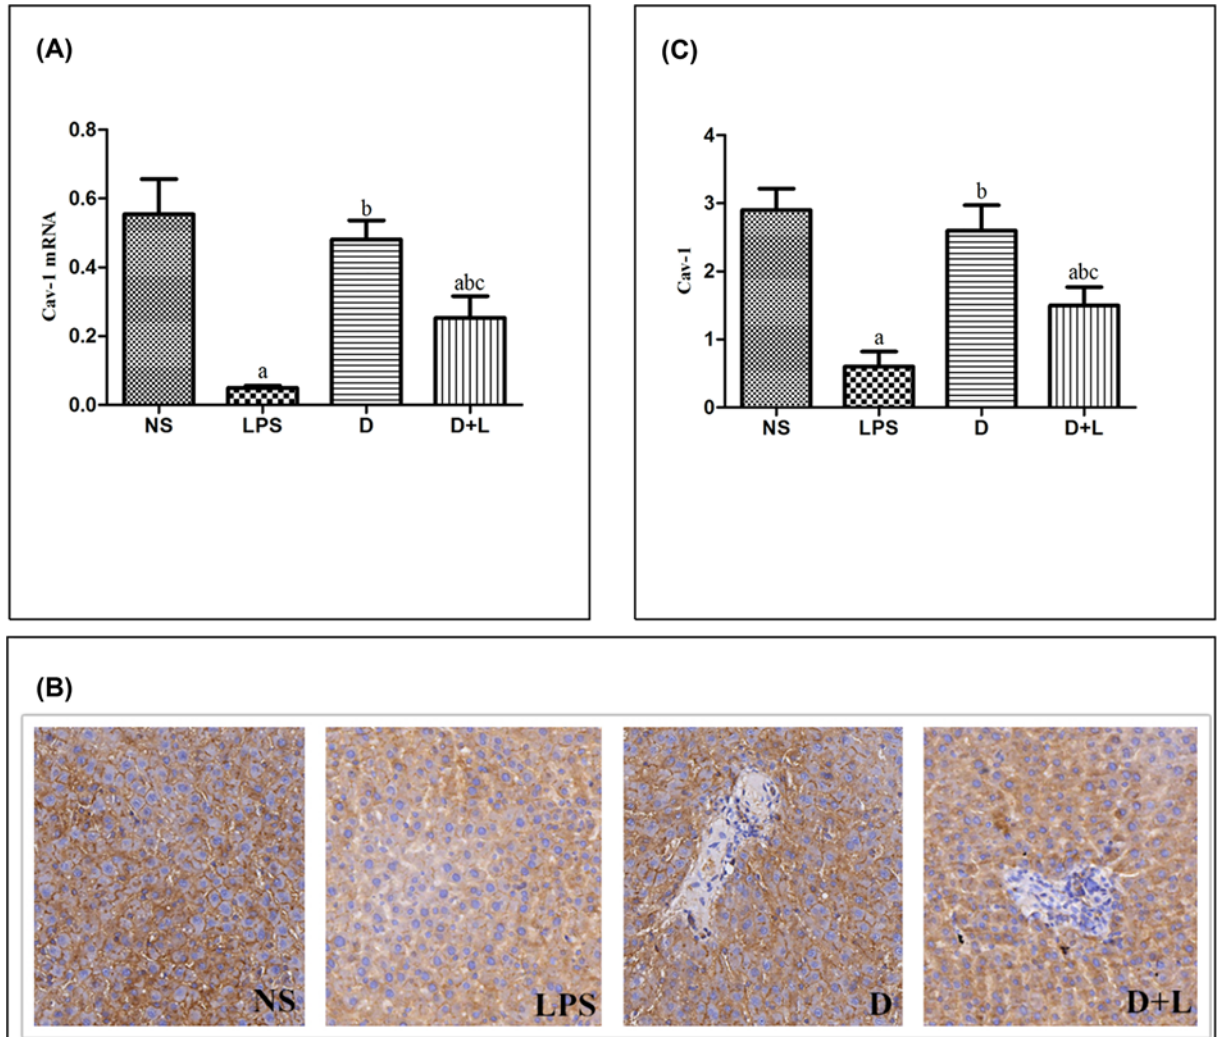 (A)
Cav-1 mRNA
0.8
0.6
0.4
0.2
0.0
a
b
abc
NS LPS D D+L
(C)
Cav-1
4
3
2
1
0
a
b
abc
NS LPS D D+L
(B)
NS LPS D D+L